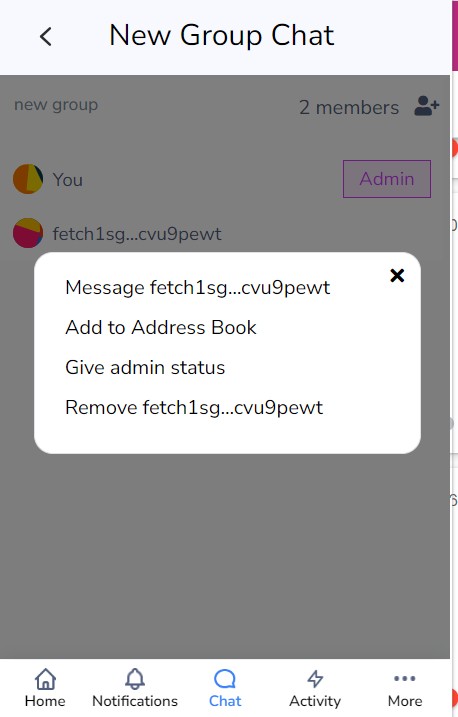 New Group Chat
new group
2 members
You
Admin
fetch1sg...cvu9pewt
Message fetch1sg...cvu9pewt
Add to Address Book
Give admin status
Remove fetch1sg...cvu9pewt
Home
Notifications
Chat
Activity
More